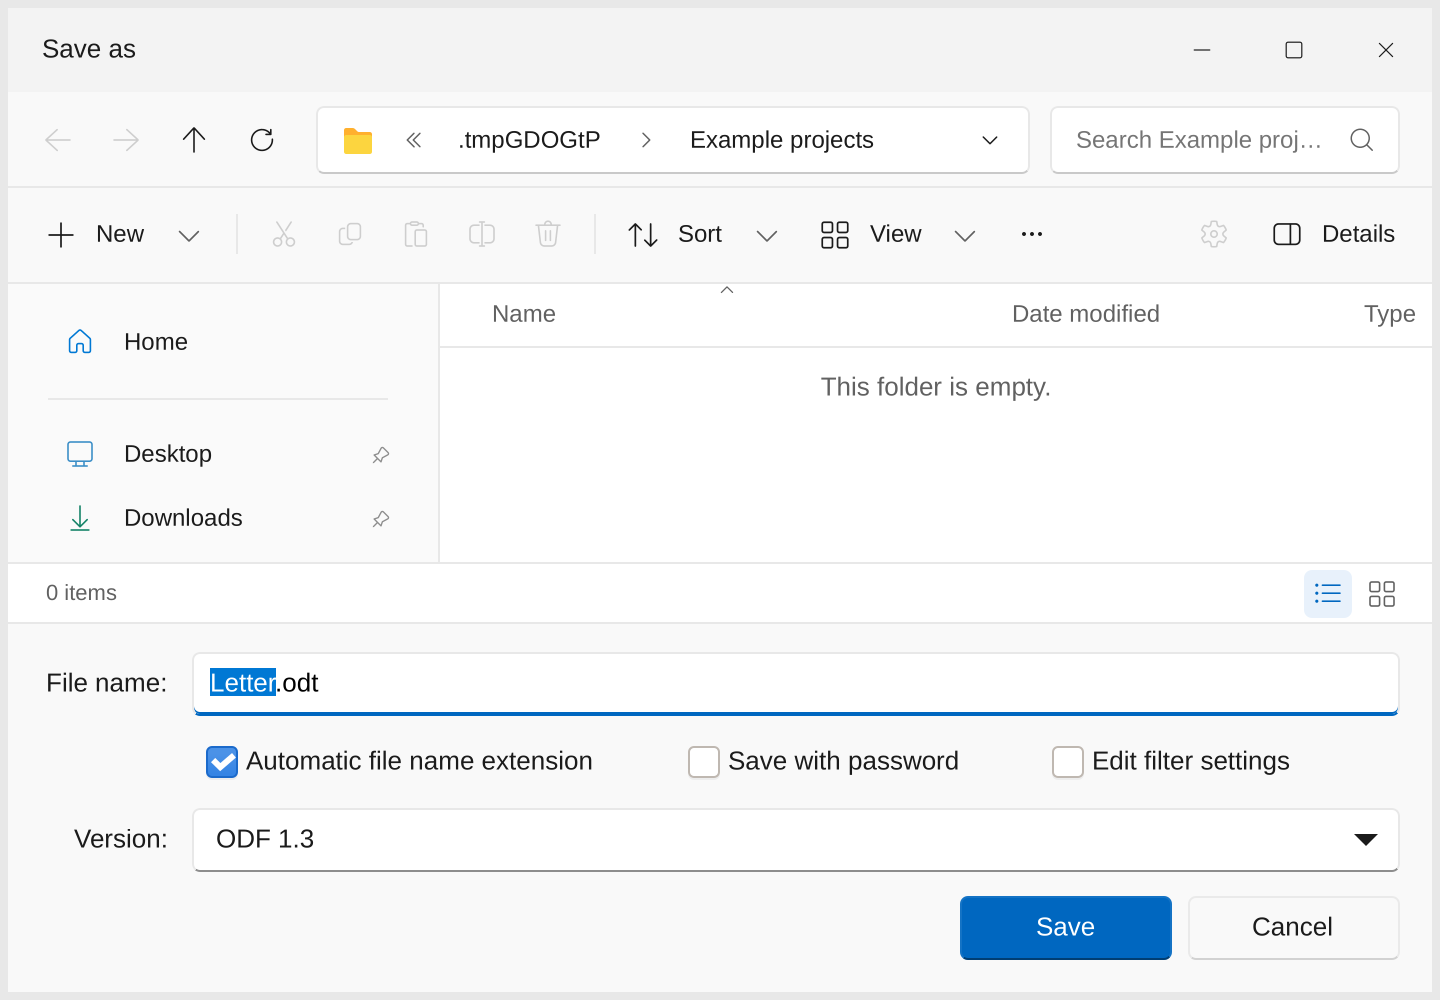 Save as
.tmpGDOGtP Example projects Search Example proj…
New Sort View Details
Name Date modified Type
Home
This folder is empty.
Desktop
Downloads
0 items
File name: Letter.odt
Automatic file name extension Save with password Edit filter settings
Version: ODF 1.3
Save Cancel